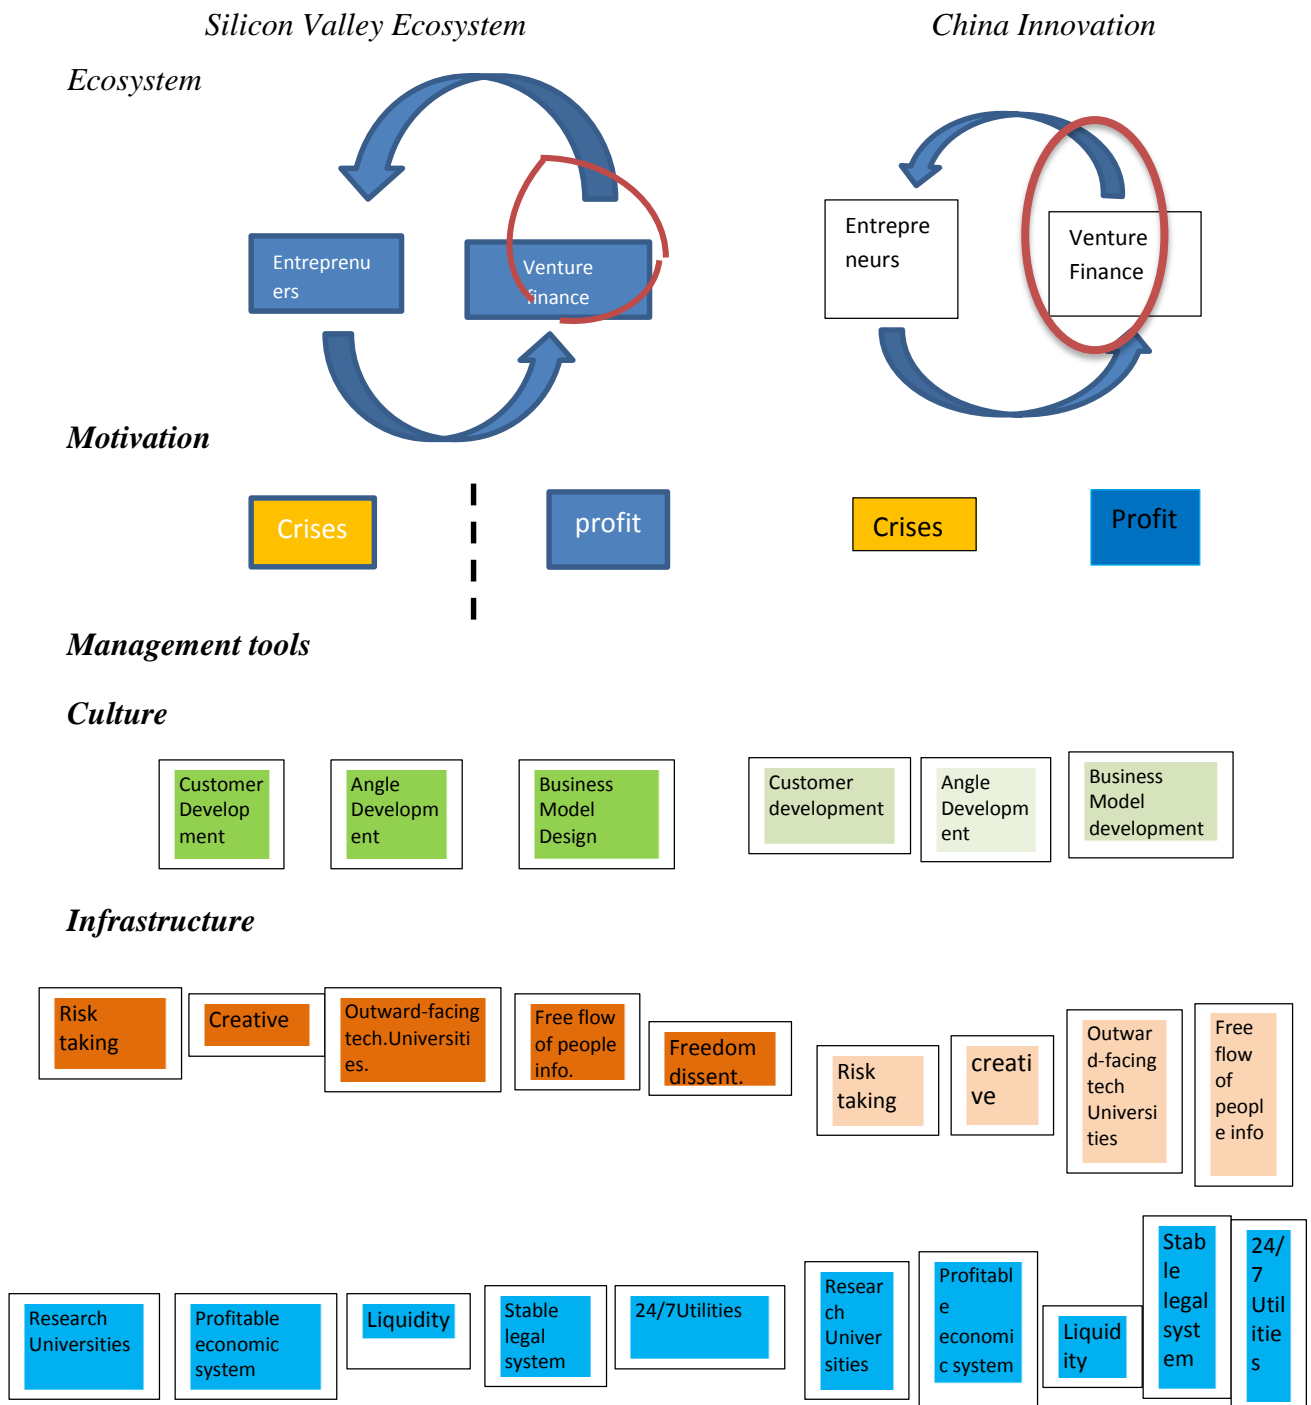 Silicon Valley Ecosystem
China Innovation
Ecosystem
Entreprenu
ers
Venture
finance
Entrepre
neurs
Venture
Finance
Motivation
Crises
profit
Crises
Profit
Management tools
Culture
Customer
Develop
ment
Angle
Developm
ent
Business
Model
Design
Customer
development
Angle
Developm
ent
Business
Model
development
Infrastructure
Risk
taking
Creative
Outward-facing
tech.Universiti
es.
Free flow
of people
info.
Freedom
dissent.
Risk
taking
creati
ve
Outwar
d-facing
tech
Universi
ties
Free
flow
of
peopl
e info
Research
Universities
Profitable
economic
system
Liquidity
Stable
legal
system
24/7Utilities
Resear
ch
Univer
sities
Profitabl
e
economi
c system
Liquid
ity
Stab
le
legal
syst
em
24/
7
Util
itie
s